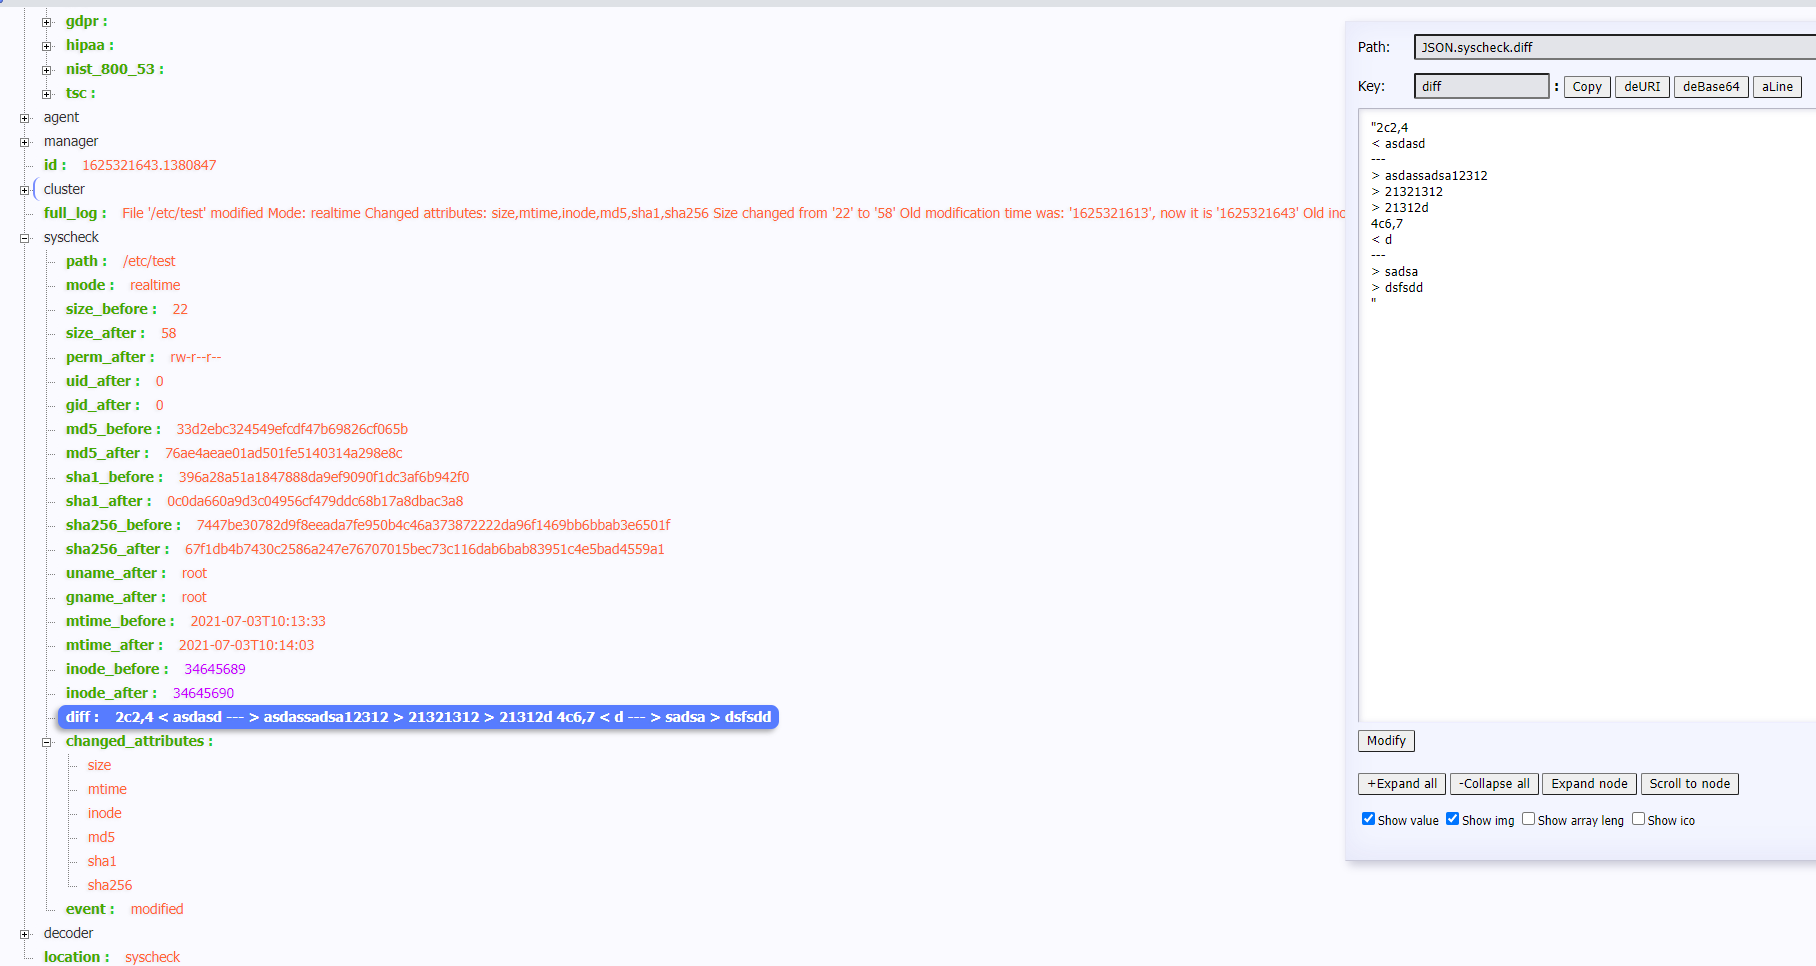 gdpr :
hipaa :
nist_800_53 :
tsc :
agent
manager
id : 1625321643.1380847
cluster
full_log : File '/etc/test' modified Mode: realtime Changed attributes: size,mtime,inode,md5,sha1,sha256 Size changed from '22' to '58' Old modification time was: '1625321613', now it is '1625321643' Old ino
syscheck
path : /etc/test
mode : realtime
size_before : 22
size_after : 58
perm_after : rw-r--r--
uid_after : 0
gid_after : 0
md5_before : 33d2ebc324549efcdf47b69826cf065b
md5_after : 76ae4aeae01ad501fe5140314a298e8c
sha1_before : 396a28a51a1847888da9ef9090f1dc3af6b942f0
sha1_after : 0c0da660a9d3c04956cf479ddc68b17a8dbac3a8
sha256_before : 7447be30782d9f8eeada7fe950b4c46a373872222da96f1469bb6bbab3e6501f
sha256_after : 67f1db4b7430c2586a247e76707015bec73c116dab6bab83951c4e5bad4559a1
uname_after : root
gname_after : root
mtime_before : 2021-07-03T10:13:33
mtime_after : 2021-07-03T10:14:03
inode_before : 34645689
inode_after : 34645690
diff : 2c2,4 < asdasd --- > asdassadsa12312 > 21321312 > 21312d 4c6,7 < d --- > sadsa > dsfsdd
changed_attributes :
size
mtime
inode
md5
sha1
sha256
event : modified
decoder
location : syscheck
Path: JSON.syscheck.diff
Key: diff : Copy deURI deBase64 aLine
"2c2,4
< asdasd
---
> asdassadsa12312
> 21321312
> 21312d
4c6,7
< d
---
> sadsa
> dsfsdd
"
Modify
+Expand all -Collapse all Expand node Scroll to node
Show value Show img Show array leng Show ico